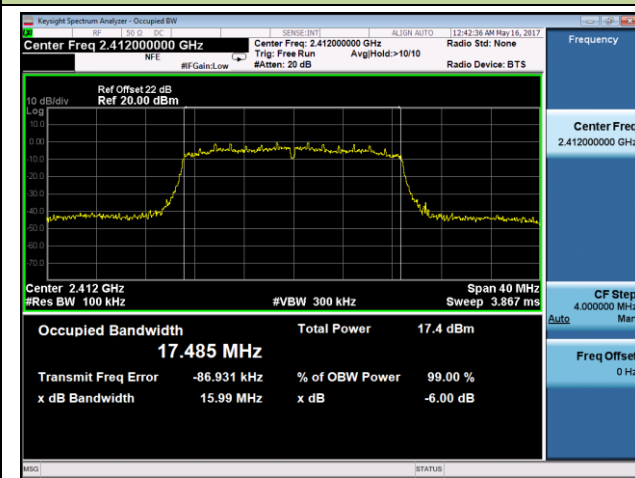 Keysight Spectrum Analyzer - Occupied BW
RF 50 Ω DC SENSE:INT ALIGN AUTO 12:42:36 AM May 16, 2017
Center Freq 2.412000000 GHz Center Freq: 2.412000000 GHz Radio Std: None Frequency
NFE Trig: Free Run Avg|Hold:>10/10
#IFGain:Low #Atten: 20 dB Radio Device: BTS
Ref Offset 22 dB
10 dB/div Ref 20.00 dBm
Log
10.0
0.00
-10.0
-20.0
-30.0
-40.0
-50.0
-60.0
-70.0
Center Freq
2.412000000 GHz
Center 2.412 GHz Span 40 MHz
#Res BW 100 kHz #VBW 300 kHz Sweep 3.867 ms
CF Step
4.000000 MHz
Auto Man
Occupied Bandwidth Total Power 17.4 dBm
17.485 MHz
Transmit Freq Error -86.931 kHz % of OBW Power 99.00 %
x dB Bandwidth 15.99 MHz x dB -6.00 dB
Freq Offset
0 Hz
MSG STATUS